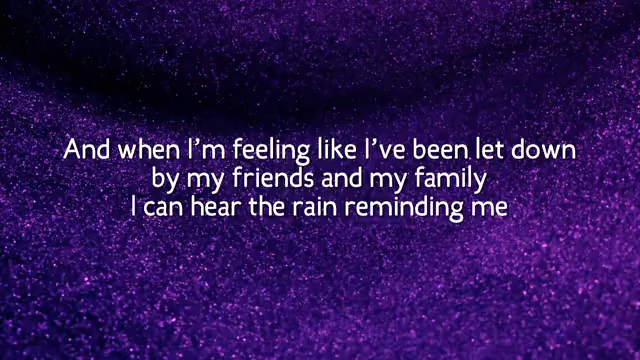 And when I’m feeling like I’ve been let down
by my friends and my family
I can hear the rain reminding me